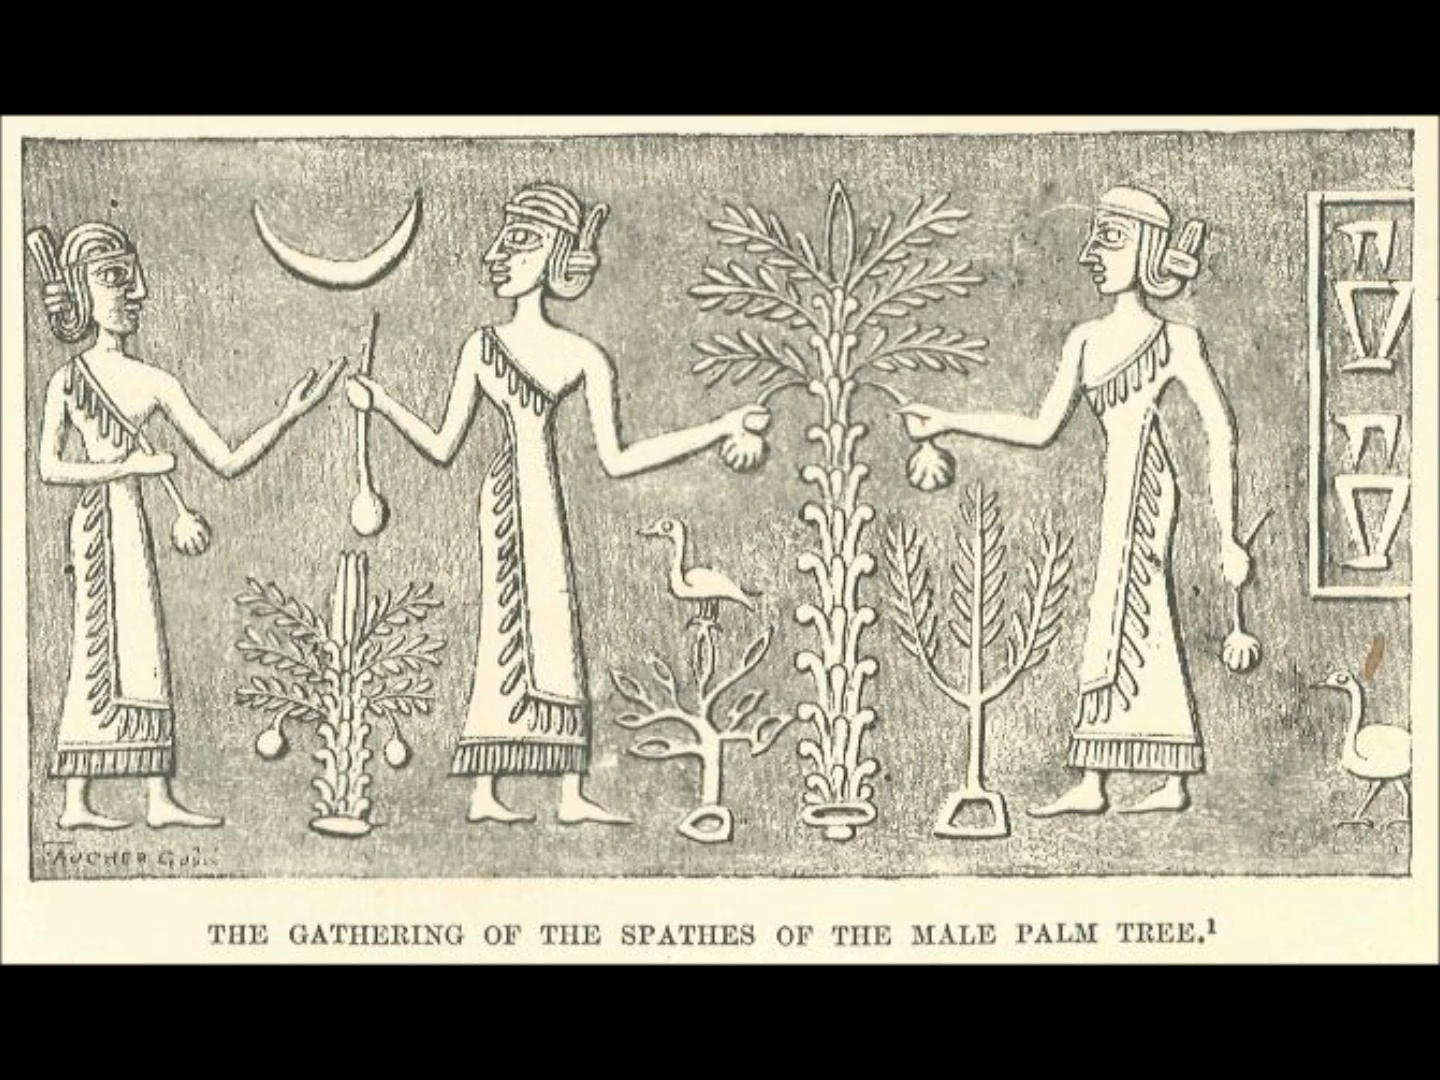 THE GATHERING OF THE SPATHES OF THE MALE PALM TREE.¹